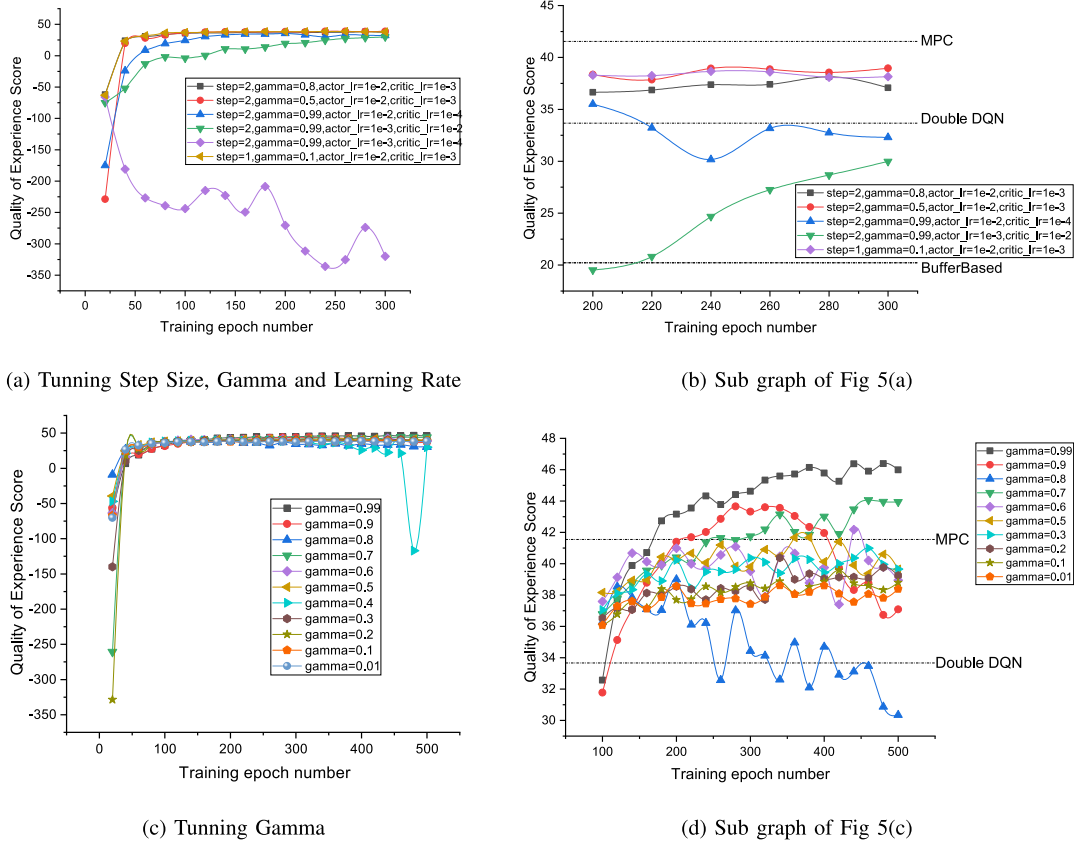 50
25
0
-25
-50
-75
-100
-125
-150
-175
-200
-225
-250
-275
-300
-325
-350
-375
Quality of Experience Score
step=2,gamma=0.8,actor_lr=1e-2,critic_lr=1e-3
step=2,gamma=0.5,actor_lr=1e-2,critic_lr=1e-3
step=2,gamma=0.99,actor_lr=1e-2,critic_lr=1e-4
step=2,gamma=0.99,actor_lr=1e-3,critic_lr=1e-2
step=2,gamma=0.99,actor_lr=1e-3,critic_lr=1e-4
step=1,gamma=0.1,actor_lr=1e-2,critic_lr=1e-3
0 50 100 150 200 250 300
Training epoch number
(a) Tunning Step Size, Gamma and Learning Rate
45
40
35
30
25
20
Quality of Experience Score
MPC
Double DQN
BufferBased
step=2,gamma=0.8,actor_lr=1e-2,critic_lr=1e-3
step=2,gamma=0.5,actor_lr=1e-2,critic_lr=1e-3
step=2,gamma=0.99,actor_lr=1e-2,critic_lr=1e-4
step=2,gamma=0.99,actor_lr=1e-3,critic_lr=1e-2
step=1,gamma=0.1,actor_lr=1e-2,critic_lr=1e-3
200 220 240 260 280 300
Training epoch number
(b) Sub graph of Fig 5(a)
50
0
-50
-100
-150
-200
-250
-300
-350
Quality of Experience Score
gamma=0.99
gamma=0.9
gamma=0.8
gamma=0.7
gamma=0.6
gamma=0.5
gamma=0.4
gamma=0.3
gamma=0.2
gamma=0.1
gamma=0.01
0 100 200 300 400 500
Training epoch number
(c) Tunning Gamma
48
46
44
42
40
38
36
34
32
30
Quality of Experience Score
MPC
Double DQN
gamma=0.99
gamma=0.9
gamma=0.8
gamma=0.7
gamma=0.6
gamma=0.5
gamma=0.3
gamma=0.2
gamma=0.1
gamma=0.01
100 200 300 400 500
Training epoch number
(d) Sub graph of Fig 5(c)